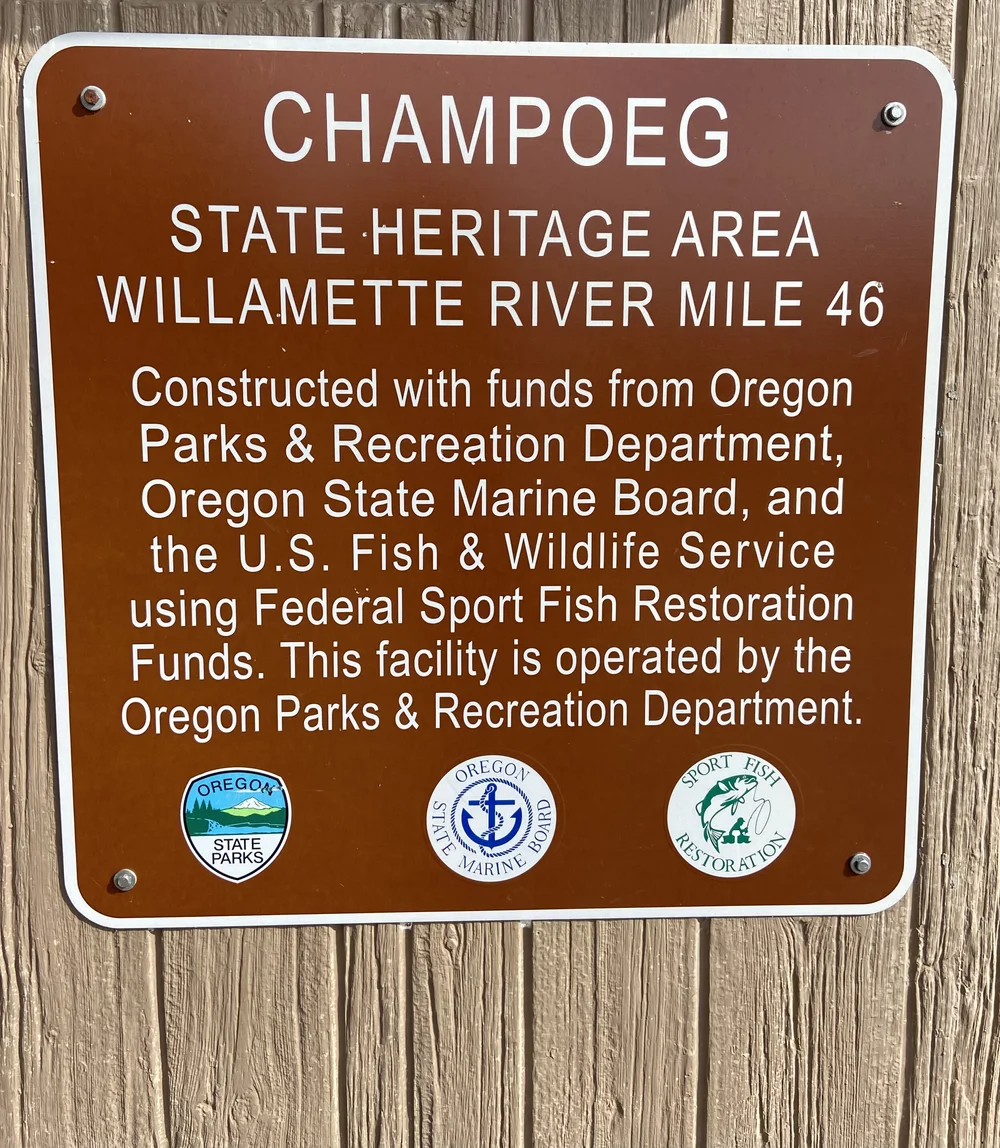 CHAMPOEG
STATE HERITAGE AREA
WILLAMETTE RIVER MILE 46
Constructed with funds from Oregon
Parks & Recreation Department,
Oregon State Marine Board, and
the U.S. Fish & Wildlife Service
using Federal Sport Fish Restoration
Funds. This facility is operated by the
Oregon Parks & Recreation Department.
OREGON
STATE
PARKS
OREGON
STATE MARINE BOARD
SPORT FISH
RESTORATION